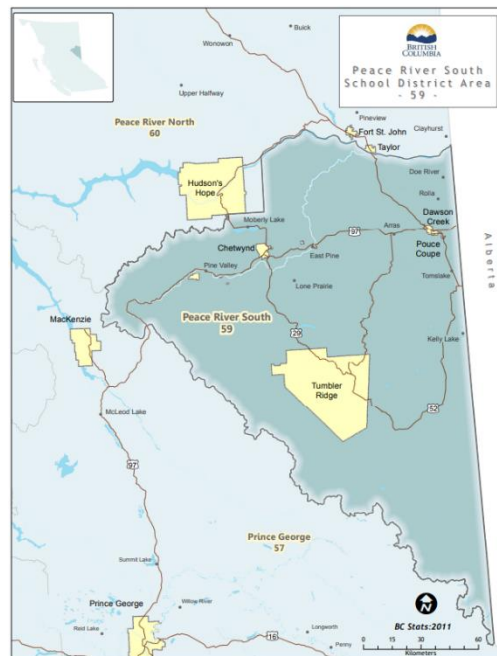 BRITISH
COLUMBIA
Peace River South
School District Area
- 59 -
Buick
Wonowon
Upper Halfway
Pineview
Fort St. John
Clayhurst
Taylor
Peace River North
60
Doe River
Hudson's
Hope
Rolla
Moberly Lake
Dawson
Creek
97
Arras
Chetwynd
East Pine
Pouce
Coupe
Alberta
Pine Valley
Tomslake
Lone Prairie
Peace River South
59
MacKenzie
29
Kelly Lake
Tumbler
Ridge
52
McLeod Lake
97
Prince George
57
Summit Lake
Prince George
Willow River
N
BC Stats:2011
Reid Lake
Longworth
16
Penny
0 15 30 60
Kilometers